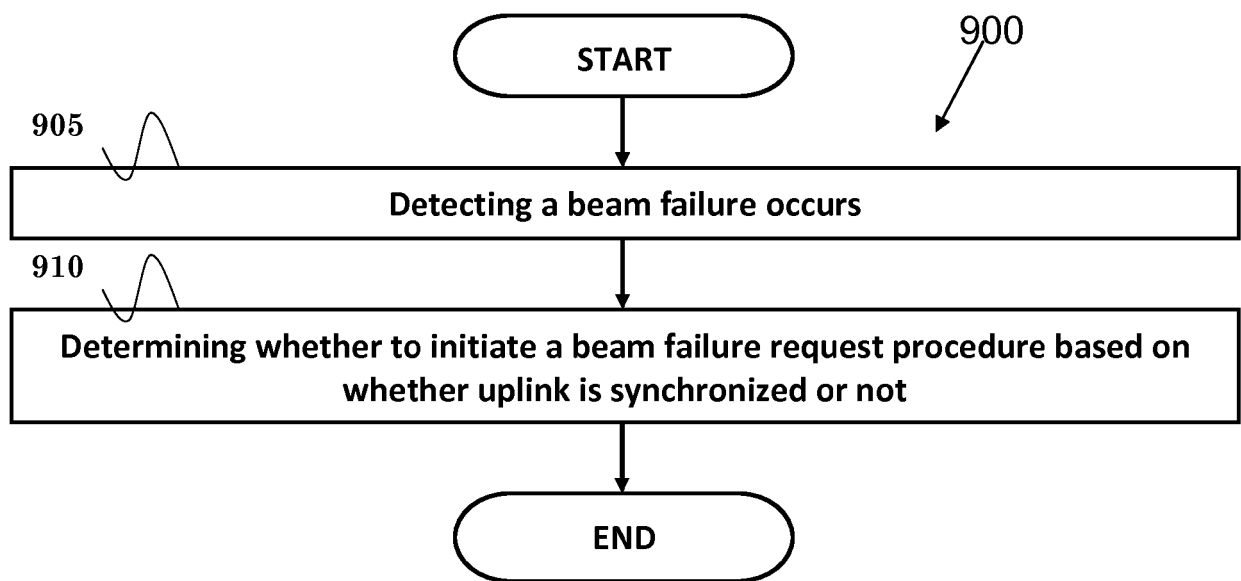 START
900
905
Detecting a beam failure occurs
910
Determining whether to initiate a beam failure request procedure based on
whether uplink is synchronized or not
END